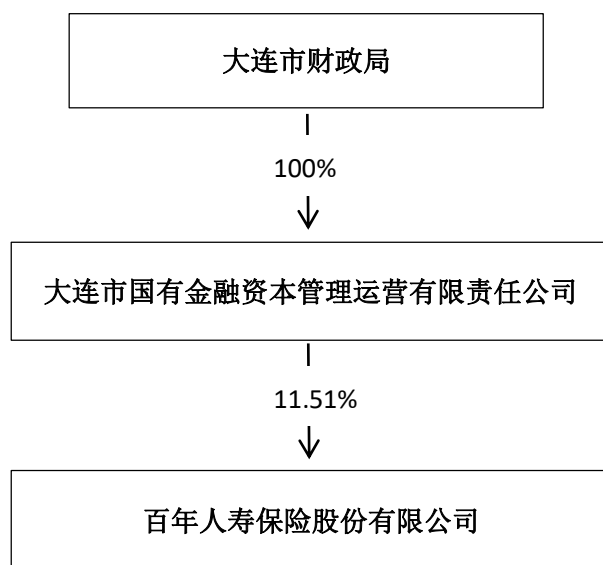 大连市财政局
100%
大连市国有金融资本管理运营有限责任公司
11.51%
百年人寿保险股份有限公司